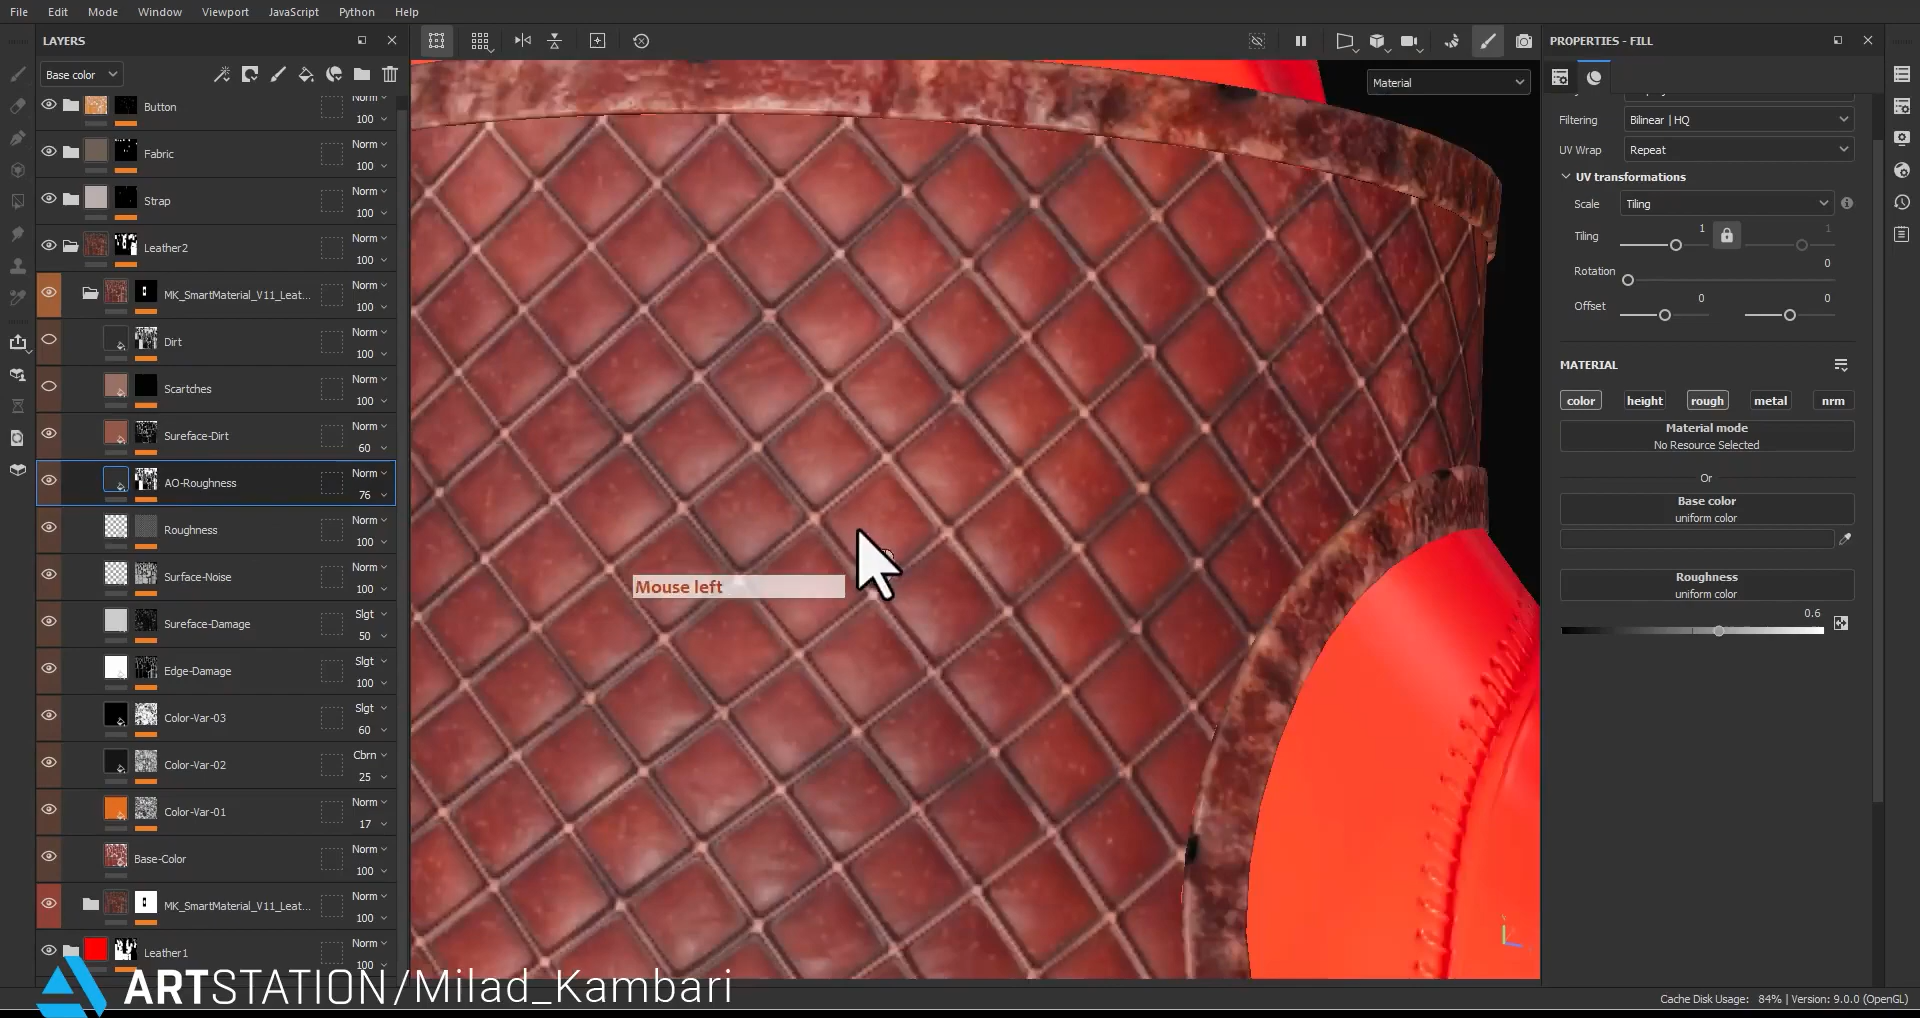 File Edit Mode Window Viewport JavaScript Python Help
LAYERS
Base color
Norm
Button
100
Norm
Fabric
100
Norm
Strap
100
Norm
Leather2
100
Norm
MK_SmartMaterial_V11_Leat...
100
Norm
Dirt
100
Norm
Scartches
100
Norm
Sureface-Dirt
60
Norm
AO-Roughness
76
Norm
Roughness
100
Norm
Surface-Noise
100
Slgt
Sureface-Damage
50
Slgt
Edge-Damage
100
Slgt
Color-Var-03
60
Cbrn
Color-Var-02
25
Norm
Color-Var-01
17
Norm
Base-Color
100
Norm
MK_SmartMaterial_V11_Leat...
100
Norm
Leather1
100
Material
Mouse left
ARTSTATION/Milad_Kambari
PROPERTIES - FILL
Filtering Bilinear | HQ
UV Wrap Repeat
UV transformations
Scale Tiling
Tiling 1 1
Rotation 0
Offset 0 0
MATERIAL
color height rough metal nrm
Material mode
No Resource Selected
Or
Base color
uniform color
Roughness
uniform color
0.6
Cache Disk Usage: 84% | Version: 9.0.0 (OpenGL)